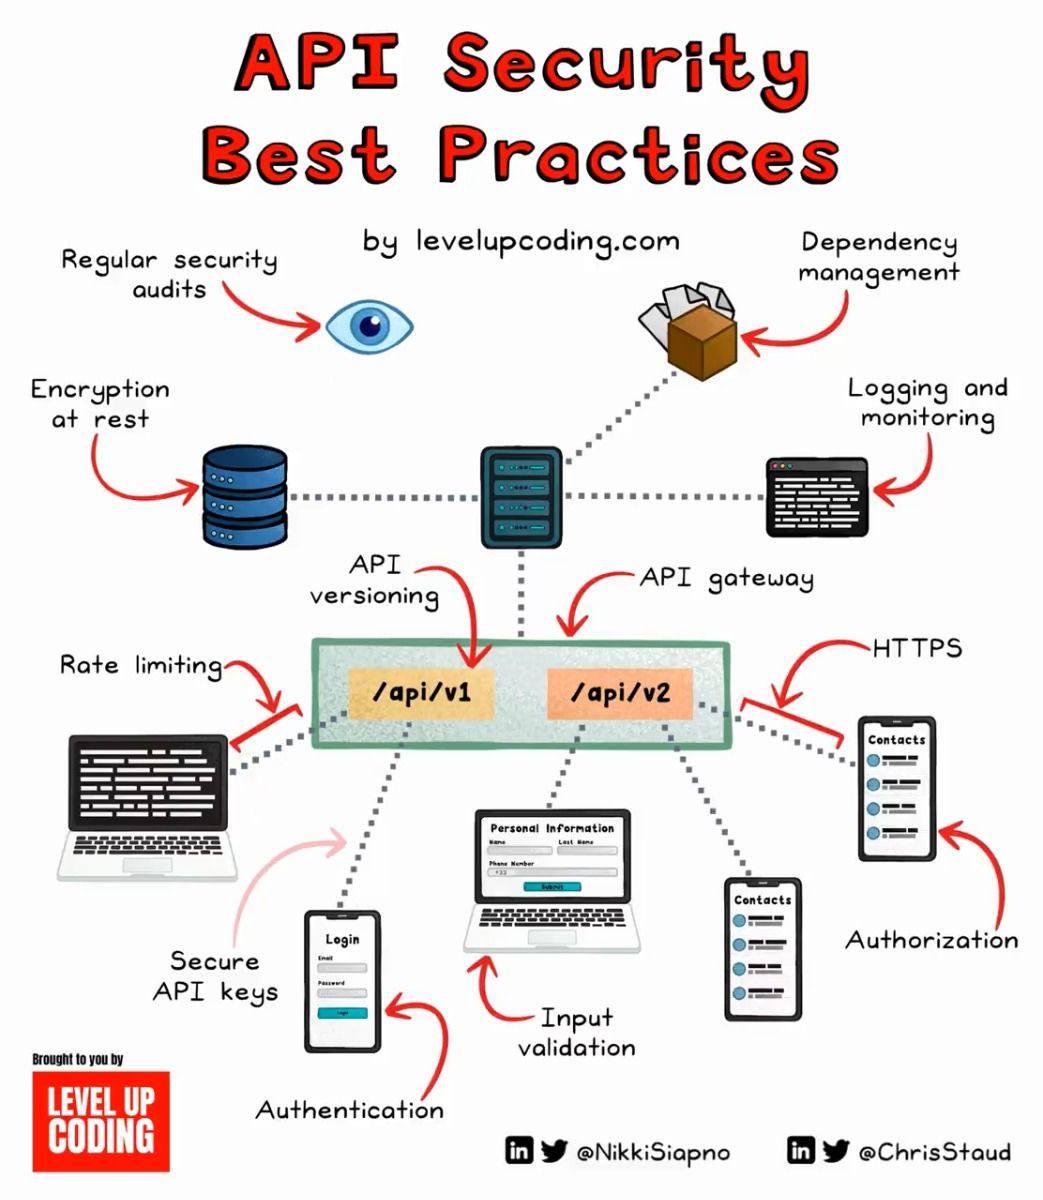 API Security
Best Practices
by levelupcoding.com
Regular security
audits
Dependency
management
Encryption
at rest
Logging and
monitoring
API
versioning
API gateway
Rate limiting
HTTPS
/api/v1
/api/v2
Contacts
Personal Information
Name
Last Name
Phone Number
+33
Submit
Contacts
Login
Email
Password
Login
Secure
API keys
Authorization
Input
validation
Authentication
Brought to you by
LEVEL UP
CODING
in @NikkiSiapno
in @ChrisStaud